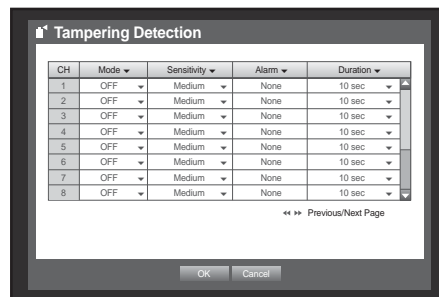 Tampering Detection
CH Mode Sensitivity Alarm Duration
1 OFF Medium None 10 sec
2 OFF Medium None 10 sec
3 OFF Medium None 10 sec
4 OFF Medium None 10 sec
5 OFF Medium None 10 sec
6 OFF Medium None 10 sec
7 OFF Medium None 10 sec
8 OFF Medium None 10 sec
Previous/Next Page
OK Cancel